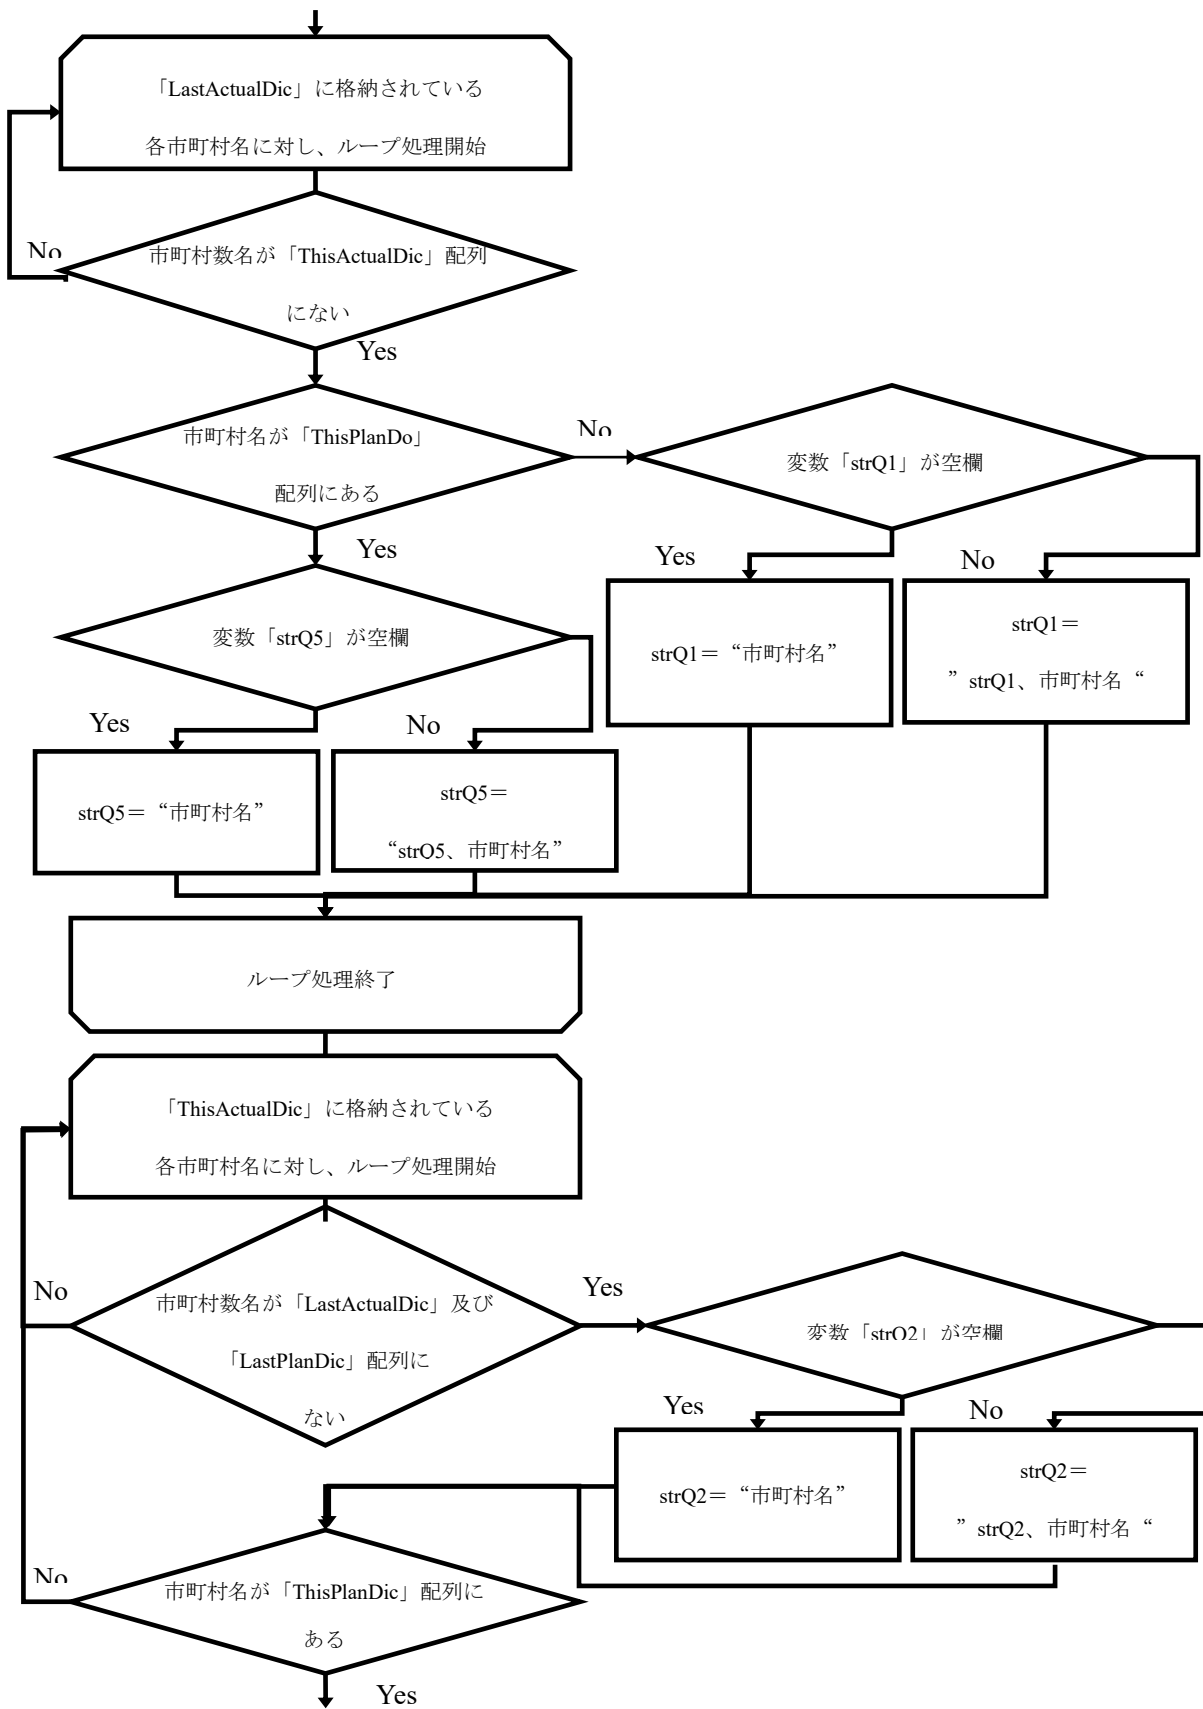 「LastActualDic」に格納されている
各市町村名に対し、ループ処理開始
No
市町村数名が「ThisActualDic」配列
にない
Yes
市町村名が「ThisPlanDo」
配列にある
No
変数「strQ1」が空欄
Yes
変数「strQ5」が空欄
Yes
strQ1＝“市町村名”
No
strQ1＝
”strQ1、市町村名“
Yes
strQ5＝“市町村名”
No
strQ5＝
“strQ5、市町村名”
ループ処理終了
「ThisActualDic」に格納されている
各市町村名に対し、ループ処理開始
No
市町村数名が「LastActualDic」及び
「LastPlanDic」配列に
ない
Yes
変数「strQ2」が空欄
Yes
strQ2＝“市町村名”
No
strQ2＝
”strQ2、市町村名“
No
市町村名が「ThisPlanDic」配列に
ある
Yes